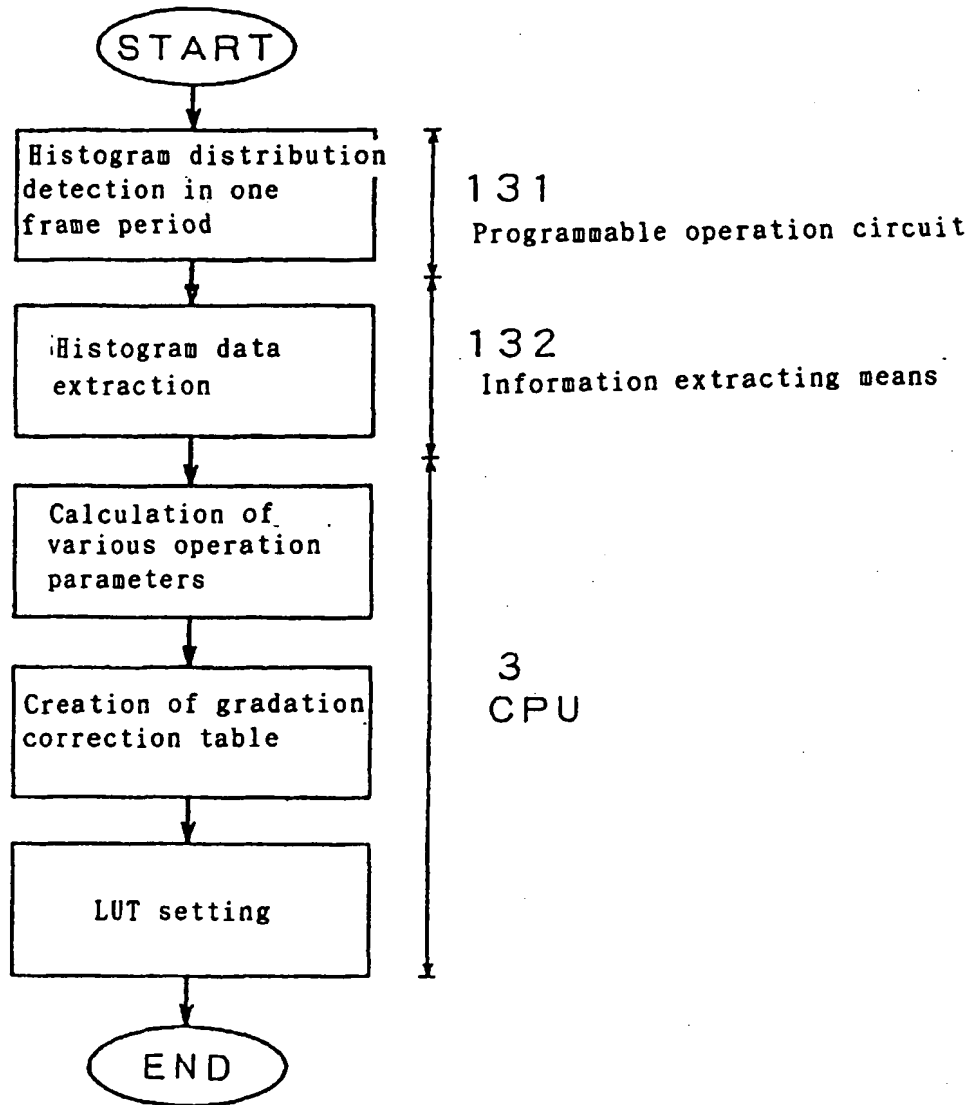 START
Histogram distribution
detection in one
frame period
131
Programmable operation circuit
Histogram data
extraction
132
Information extracting means
Calculation of
various operation
parameters
Creation of gradation
correction table
3
CPU
LUT setting
END